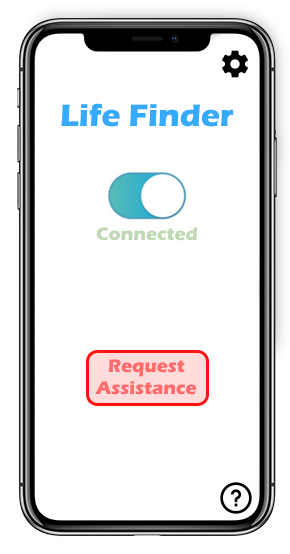 Life Finder
Connected
Request
Assistance
?